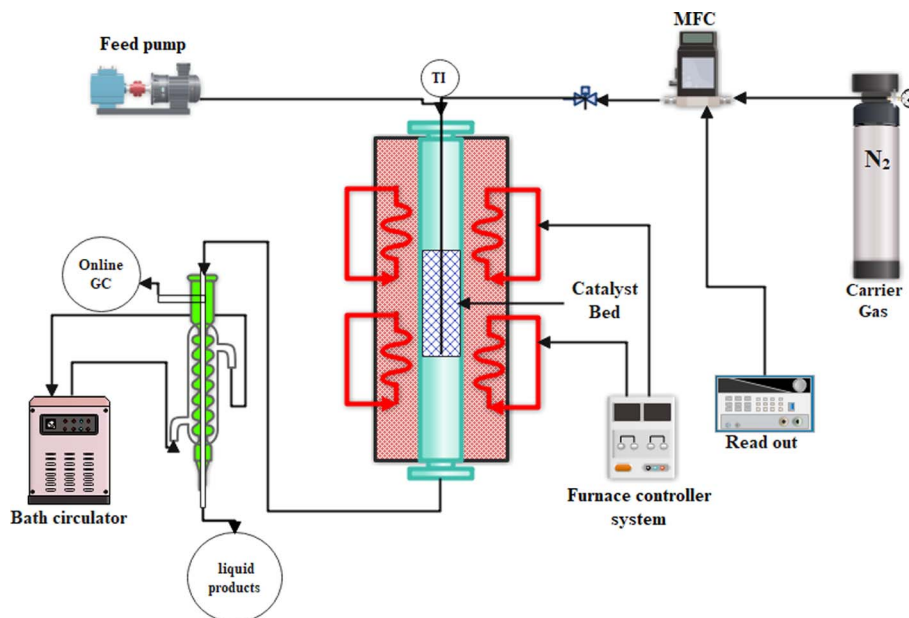 Feed pump
MFC
TI
N₂
Online
GC
Catalyst
Bed
Carrier
Gas
Read out
Bath circulator
Furnace controller
system
liquid
products